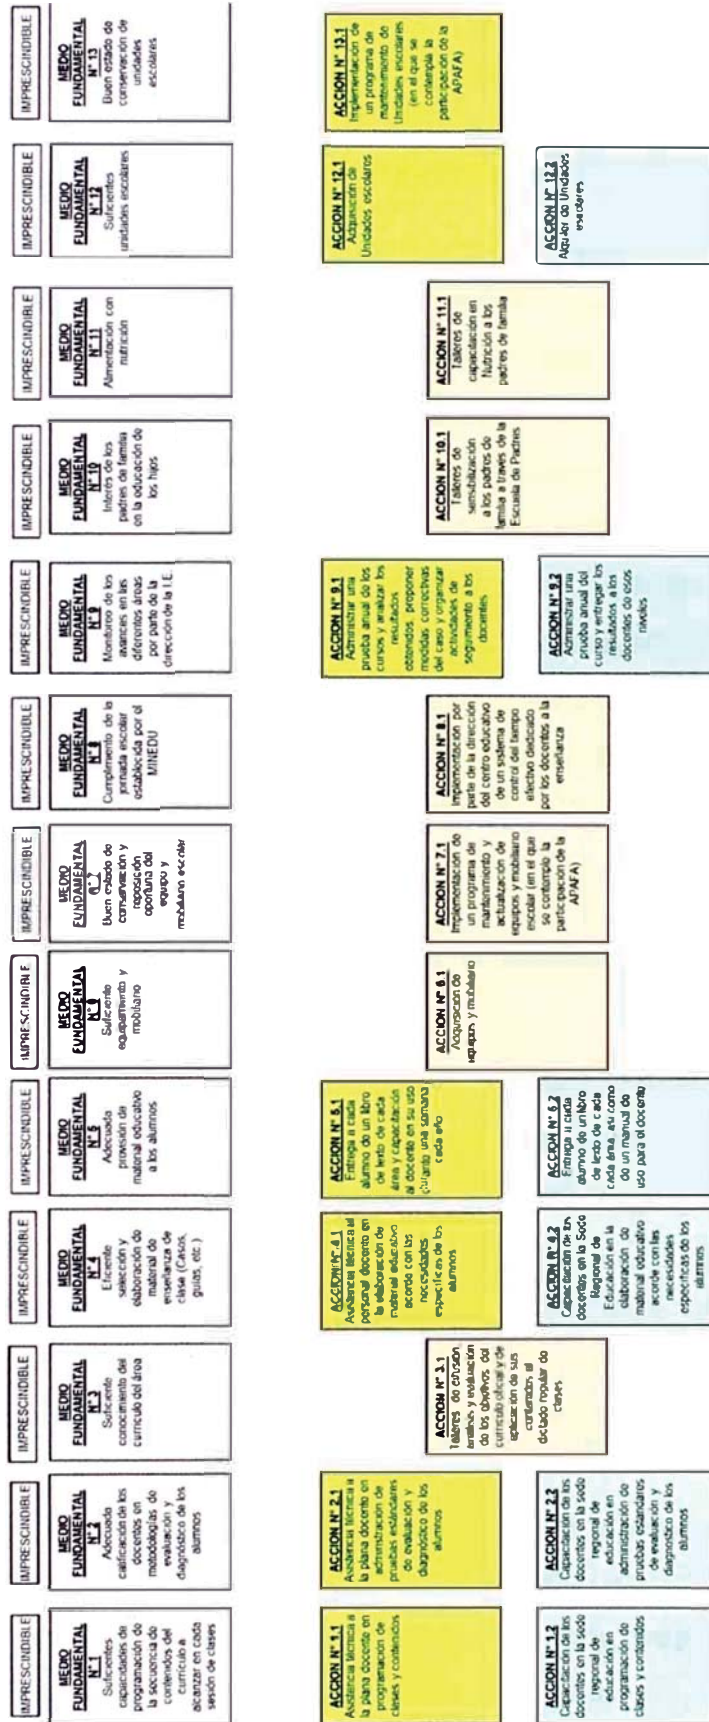 IMPRESCINDIBLE
MEDIO
FUNDAMENTAL
N° 1
Suficientes
capacidades de
programación de
la secuencia de
contenidos del
currículo a
alcanzar en cada
sesión de clases
IMPRESCINDIBLE
MEDIO
FUNDAMENTAL
N° 2
Adecuada
calificación de los
docentes en
metodologías de
evaluación y
diagnóstico de los
alumnos
IMPRESCINDIBLE
MEDIO
FUNDAMENTAL
N° 3
Suficiente
conocimiento del
currículo del área
IMPRESCINDIBLE
MEDIO
FUNDAMENTAL
N° 4
Eficiente
selección y
elaboración de
material de
enseñanza de
clase (Casos,
guías, etc.)
IMPRESCINDIBLE
MEDIO
FUNDAMENTAL
N° 5
Adecuada
provisión de
material educativo
a los alumnos
IMPRESCINDIBLE
MEDIO
FUNDAMENTAL
N° 6
Suficiente
equipamiento y
mobiliario
IMPRESCINDIBLE
MEDIO
FUNDAMENTAL
N° 7
Buen estado de
conservación y
reposición
oportuna del
equipo y
mobiliario escolar
IMPRESCINDIBLE
MEDIO
FUNDAMENTAL
N° 8
Cumplimiento de la
jornada escolar
establecida por el
MINEDU
IMPRESCINDIBLE
MEDIO
FUNDAMENTAL
N° 9
Monitoreo de los
avances en las
diferentes áreas
por parte de la
dirección de la I.E.
IMPRESCINDIBLE
MEDIO
FUNDAMENTAL
N° 10
Interés de los
padres de familia
en la educación de
los hijos
IMPRESCINDIBLE
MEDIO
FUNDAMENTAL
N° 11
Alimentación con
nutrición
IMPRESCINDIBLE
MEDIO
FUNDAMENTAL
N° 12
Suficientes
unidades escolares
IMPRESCINDIBLE
MEDIO
FUNDAMENTAL
N° 13
Buen estado de
conservación de
unidades
escolares
ACCION N° 1.1
Asistencia técnica a
la plana docente en
programación de
clases y contenidos
ACCION N° 2.1
Asistencia técnica a
la plana docente en
administración de
pruebas estándares
de evaluación y
diagnóstico de los
alumnos
ACCION N° 3.1
Talleres de difusión,
análisis y evaluación
de los objetivos del
currículo oficial y de
aplicación de sus
contenidos al
dictado regular de
clases
ACCION N° 4.1
Asistencia técnica al
personal docente en
la elaboración de
material educativo
acorde con las
necesidades
específicas de los
alumnos
ACCION N° 5.1
Entrega a cada
alumno de un libro
de texto de cada
área y capacitación
al docente en su uso
durante una semana
cada año
ACCION N° 6.1
Adquisición de
equipos y mobiliario
ACCION N° 7.1
Implementación de
un programa de
mantenimiento y
actualización de
equipos y mobiliario
escolar (en el que
se contempla la
participación de la
APAFA)
ACCION N° 8.1
Implementación por
parte de la dirección
del centro educativo
de un sistema de
control del tiempo
efectivo dedicado
por los docentes a la
enseñanza
ACCION N° 9.1
Administrar una
prueba anual de los
cursos y analizar los
resultados
obtenidos, proponer
medidas correctivas
del caso y organizar
actividades de
seguimiento a los
docentes
ACCION N° 10.1
Talleres de
sensibilización
a los padres de
familia a través de la
Escuela de Padres
ACCION N° 11.1
Talleres de
capacitación en
Nutrición a los
padres de familia
ACCION N° 12.1
Adquisición de
Unidades escolares
ACCION N° 13.1
Implementación de
un programa de
mantenimiento de
Unidades escolares
(en el que se
contempla la
participación de la
APAFA)
ACCION N° 1.2
Capacitación de los
docentes en la sede
regional de
educación en
programación de
clases y contenidos
ACCION N° 2.2
Capacitación de los
docentes en la sede
regional de
educación en
administración de
pruebas estándares
de evaluación y
diagnóstico de los
alumnos
ACCION N° 4.2
Capacitación de los
docentes en la Sede
Regional de
Educación en la
elaboración de
material educativo
acorde con las
necesidades
específicas de los
alumnos
ACCION N° 5.2
Entrega a cada
alumno de un libro
de texto de cada
área, así como
de un manual de
uso para el docente
ACCION N° 9.2
Administrar una
prueba anual del
curso y entregar los
resultados a los
docentes de esos
niveles
ACCION N° 12.2
Alquiler de Unidades
escolares